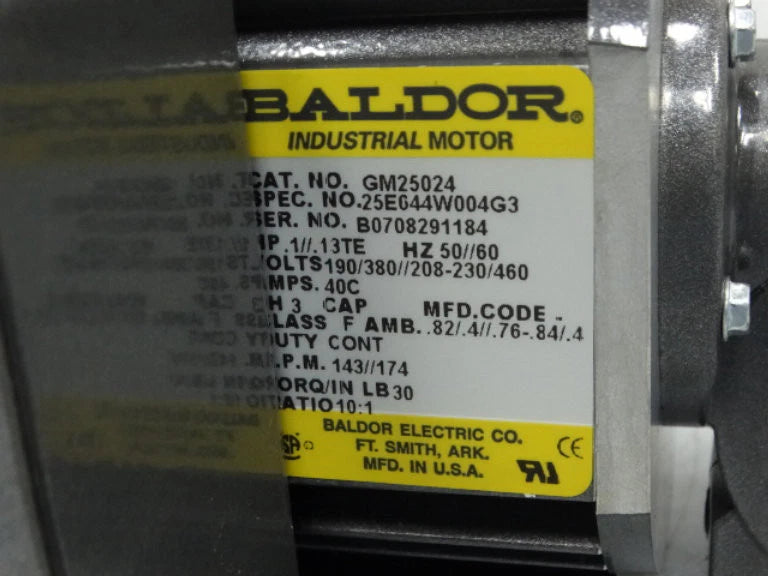 BALDOR®
INDUSTRIAL MOTOR
CAT. NO. GM25024
SPEC. NO. 25E644W004G3
SER. NO. B0708291184
HP .1//.13TE HZ 50//60
VOLTS 190/380//208-230/460
AMPS. 40C
PH 3 CAP MFD.CODE -
CLASS F AMB. .82/.4//.76-.84/.4
DUTY CONT
R.P.M. 143//174
TORQ/IN LB 30
RATIO 10:1
BALDOR ELECTRIC CO.
FT. SMITH, ARK.
MFD. IN U.S.A.
SA
CE